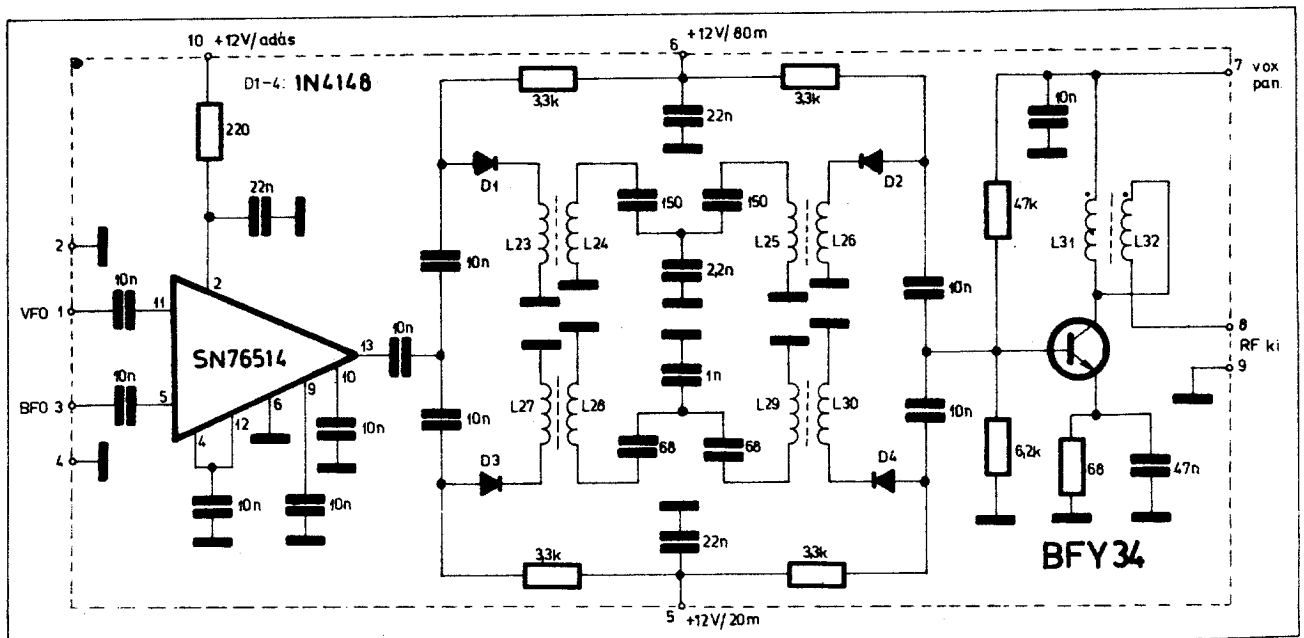 10 +12V/adás
D1-4: 1N4148
220
22n
2
2
VFO 1
10n
11
SN76514
13
10n
BFO 3
10n
5
4
4
12
6
9
10
10n
10n
10n
6 +12V/80m
3,3k
3,3k
22n
D1
D2
150
150
L23
L24
L25
L26
10n
2,2n
10n
1n
L27
L28
L29
L30
10n
68
68
10n
D3
D4
22n
3,3k
3,3k
5 +12V/20m
7 vox
pan.
10n
47k
L31
L32
8
RF ki
9
6,2k
68
47n
BFY34